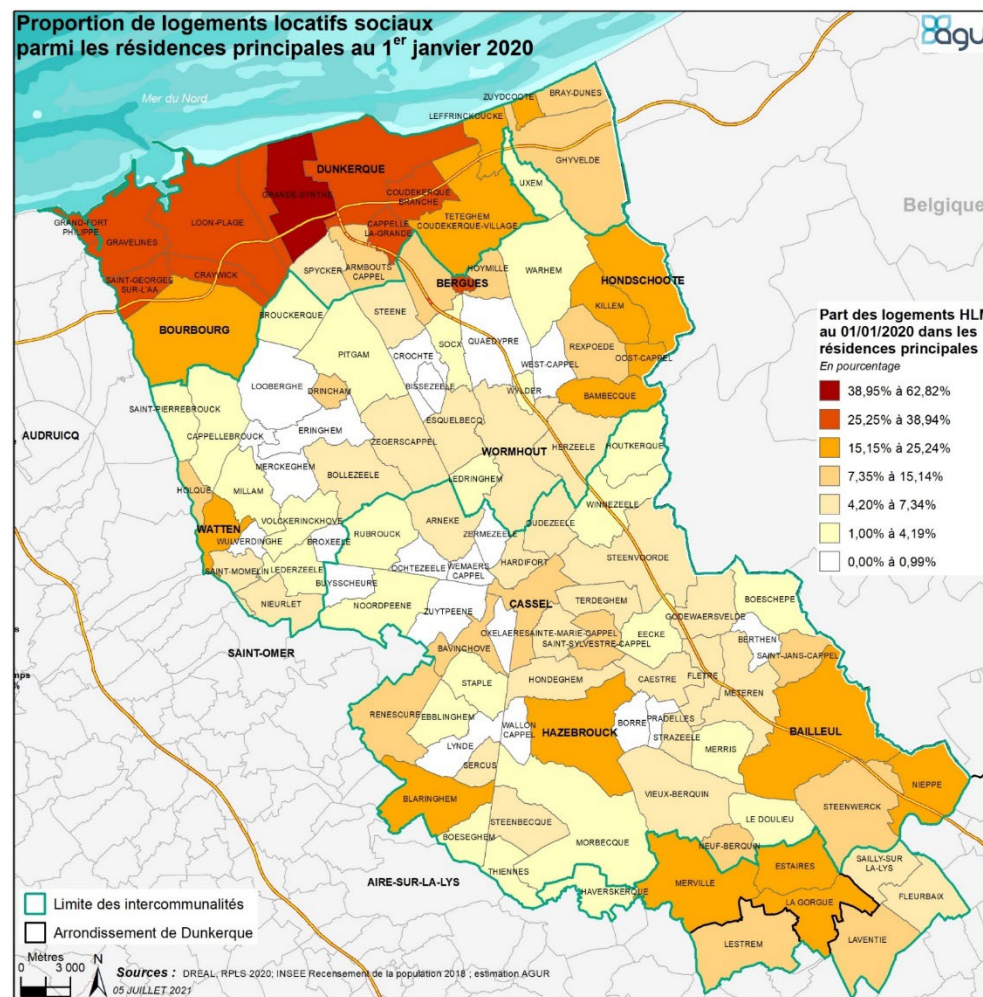 Proportion de logements locatifs sociaux
parmi les résidences principales au 1er janvier 2020
agur
Mer du Nord
ZUYDCOOTE
BRAY-DUNES
LEFFRINCKOUCKE
GHYVELDE
DUNKERQUE
GRANDE-SYNTHE
COUDEKERQUE
BRANCHE
UXEM
Belgique
LOON-PLAGE
GRAND-FORT
PHILIPPE
GRAVELINES
CAPPELLE
LA-GRANDE
TETEGHEM
COUDEKERQUE-VILLAGE
CRAYWICK
SAINT-GEORGES
SUR-L'AA
SPYCKER
ARMBOUTS
CAPPEL
HOYMILLE
BERGUES
WARHEM
HONDSCHOOTE
KILLEM
BOURBOURG
BROUCKERQUE
STEENE
SOCX
QUAEDYPRE
REXPOEDE
OOST-CAPPEL
PITGAM
CROCHTE
BISSEZEELE
WEST-CAPPEL
WYLDER
BAMBECQUE
LOOBERGHE
DRINCHAM
SAINT-PIERREBROUCK
AUDRUICQ
CAPPELLEBROUCK
ERINGHEM
ESQUELBECQ
ZEGERSCAPPEL
WORMHOUT
HERZEELE
HOUTKERQUE
MERCKEGHEM
BOLLEZEELE
LEDRINGHEM
HOLQUE
MILLAM
WINNEZEELE
WATTEN
VOLCKERINCKHOVE
WULVERDINGHE
BROXEELE
RUBROUCK
ARNEKE
ZERMEZEELE
OUDEZEELE
SAINT-MOMELIN
LEDERZEELE
OCHTEZEELE
WEMAERS
CAPPEL
HARDIFORT
STEENVOORDE
NIEURLET
BUYSSCHEURE
NOORDPEENE
ZUYTPEENE
CASSEL
TERDEGHEM
GODEWAERSVELDE
BOESCHEPE
BERTHEN
SAINT-OMER
BAVINCHOVE
OXELAERE
SAINTE-MARIE-CAPPEL
SAINT-SYLVESTRE-CAPPEL
EECKE
SAINT-JANS-CAPPEL
STAPLE
HONDEGHEM
CAESTRE
FLETRE
METEREN
RENESCURE
EBBLINGHEM
WALLON
CAPPEL
HAZEBROUCK
BORRE
PRADELLES
STRAZEELE
MERRIS
BAILLEUL
LYNDE
SERCUS
NIEPPE
BLARINGHEM
STEENBECQUE
VIEUX-BERQUIN
LE DOULIEU
STEENWERCK
BOESEGHEM
MORBECQUE
NEUF-BERQUIN
THIENNES
HAVERSKERQUE
MERVILLE
ESTAIRES
SAILLY-SUR
LA-LYS
AIRE-SUR-LA-LYS
LA GORGUE
FLEURBAIX
LESTREM
LAVENTIE
Part des logements HLM
au 01/01/2020 dans les
résidences principales
En pourcentage
38,95% à 62,82%
25,25% à 38,94%
15,15% à 25,24%
7,35% à 15,14%
4,20% à 7,34%
1,00% à 4,19%
0,00% à 0,99%
Limite des intercommunalités
Arrondissement de Dunkerque
Mètres
0 3 000
N
Sources : DREAL, RPLS 2020; INSEE Recensement de la population 2018 ; estimation AGUR
05 JUILLET 2021